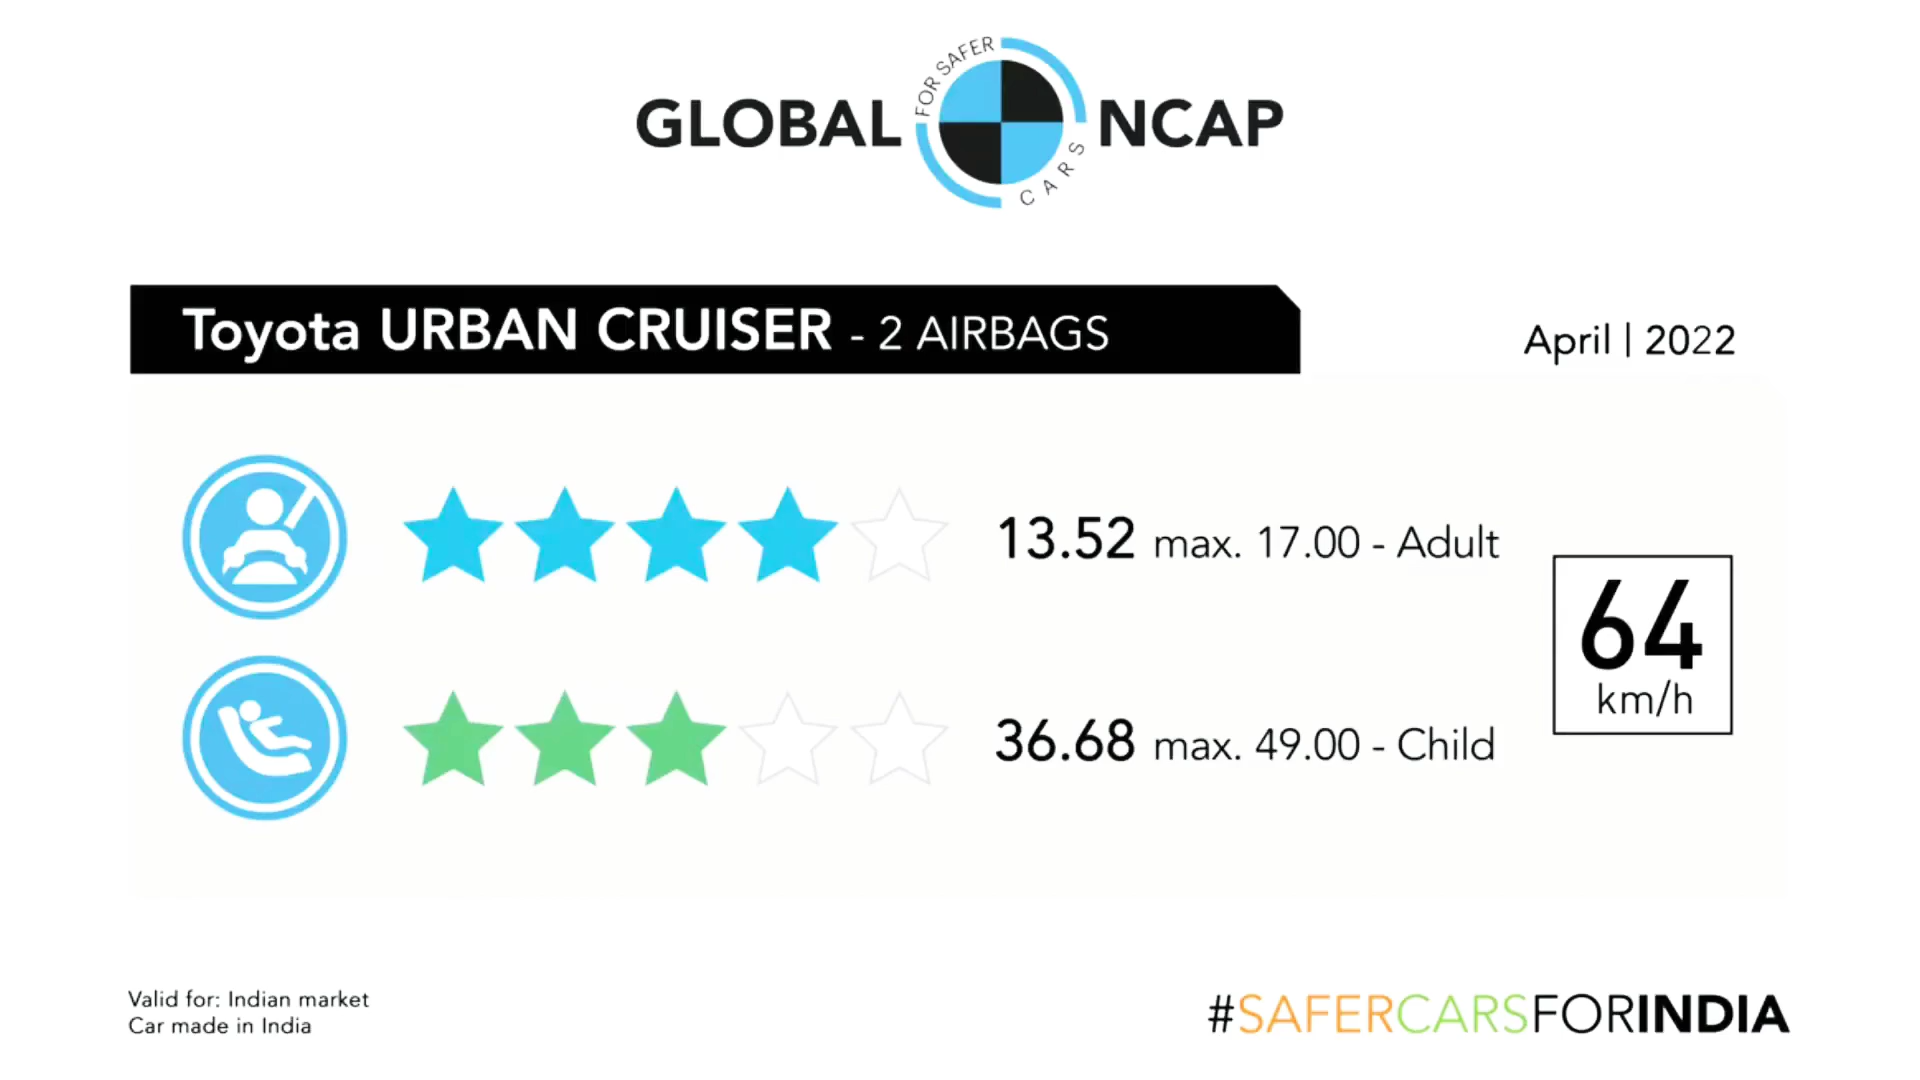 GLOBAL FOR SAFER CARS NCAP
Toyota URBAN CRUISER - 2 AIRBAGS
April | 2022
13.52 max. 17.00 - Adult
64
km/h
36.68 max. 49.00 - Child
Valid for: Indian market
Car made in India
#SAFERCARSFORINDIA